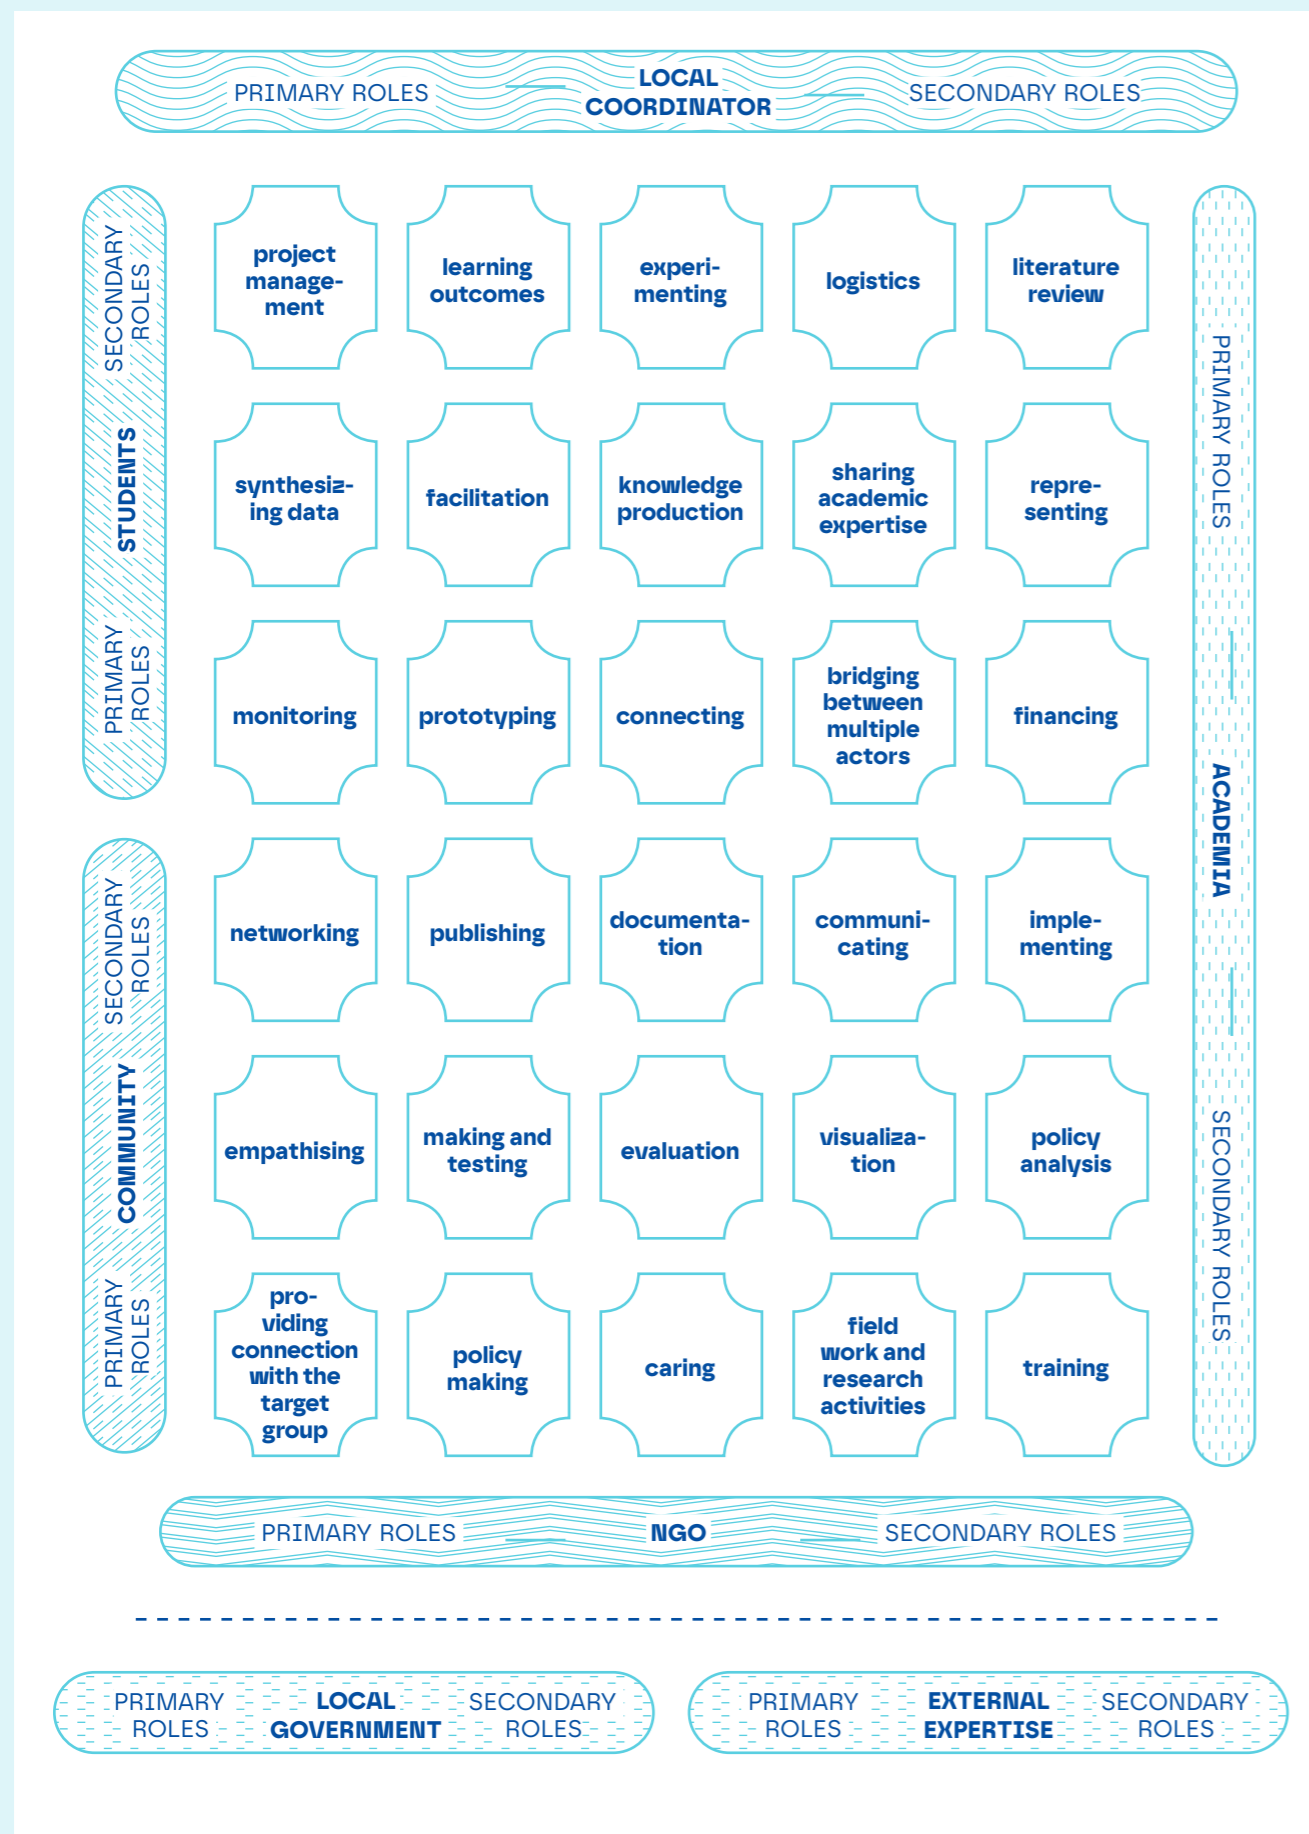 PRIMARY ROLES
LOCAL
COORDINATOR
SECONDARY ROLES
SECONDARY
ROLES
STUDENTS
PRIMARY
ROLES
project
manage-
ment
learning
outcomes
experi-
menting
logistics
literature
review
synthesiz-
ing data
facilitation
knowledge
production
sharing
academic
expertise
repre-
senting
monitoring
prototyping
connecting
bridging
between
multiple
actors
financing
SECONDARY
ROLES
COMMUNITY
PRIMARY
ROLES
networking
publishing
documenta-
tion
communi-
cating
imple-
menting
empathising
making and
testing
evaluation
visualiza-
tion
policy
analysis
pro-
viding
connection
with the
target
group
policy
making
caring
field
work and
research
activities
training
PRIMARY ROLES
ACADEMIA
SECONDARY ROLES
PRIMARY ROLES
NGO
SECONDARY ROLES
PRIMARY
ROLES
LOCAL
GOVERNMENT
SECONDARY
ROLES
PRIMARY
ROLES
EXTERNAL
EXPERTISE
SECONDARY
ROLES